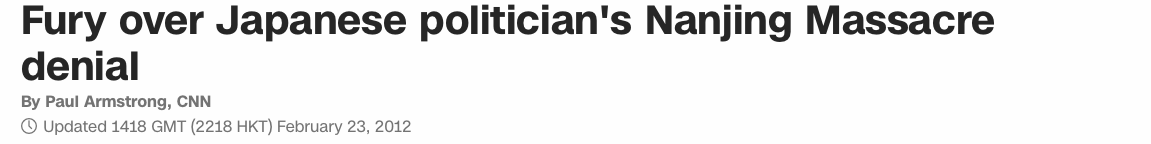 Fury over Japanese politician's Nanjing Massacre
denial
By Paul Armstrong, CNN
Updated 1418 GMT (2218 HKT) February 23, 2012